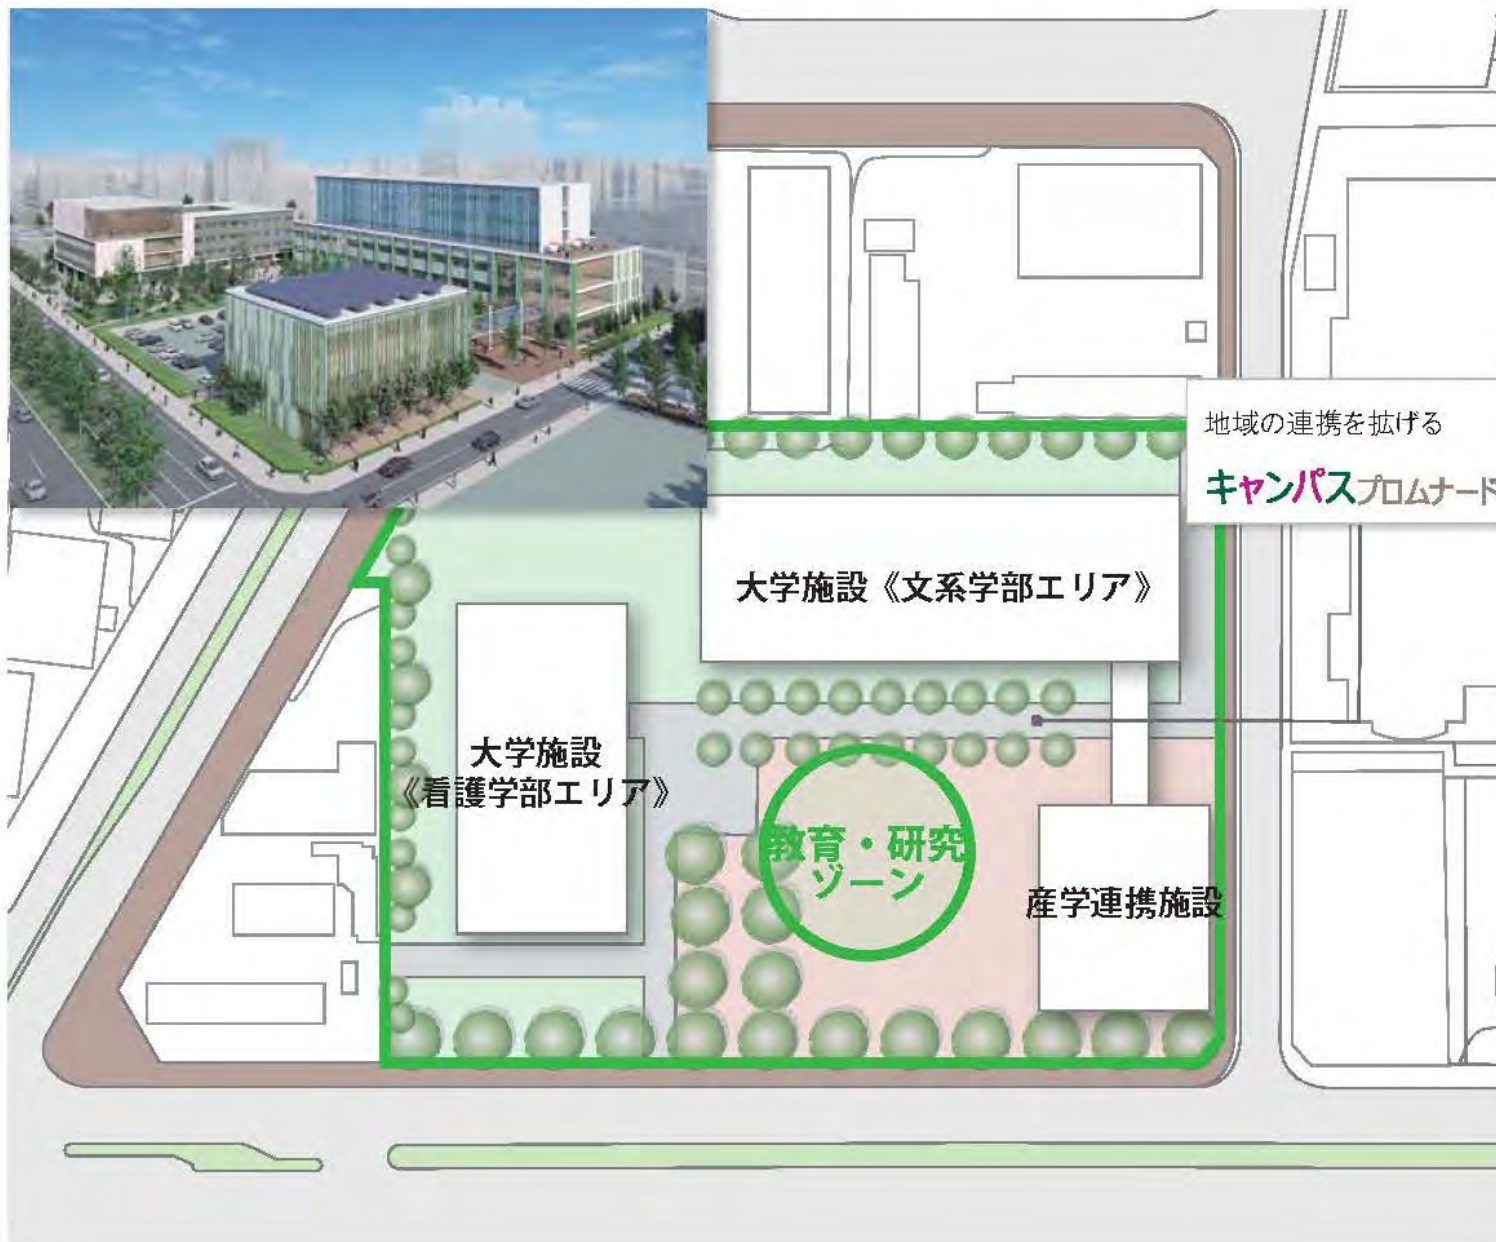 地域の連携を拡げる
キャンパスプロムナード
大学施設《文系学部エリア》
大学施設
《看護学部エリア》
教育・研究
ゾーン
産学連携施設